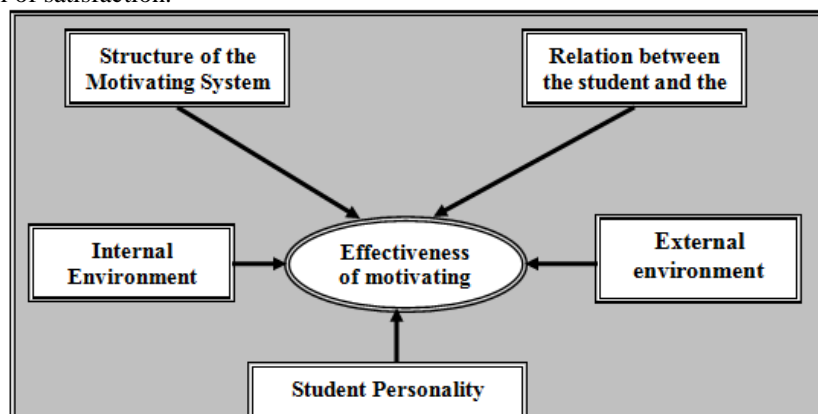 of satisfaction.
Structure of the
Motivating System
Relation between
the student and the
Internal
Environment
Effectiveness
of motivating
External
environment
Student Personality